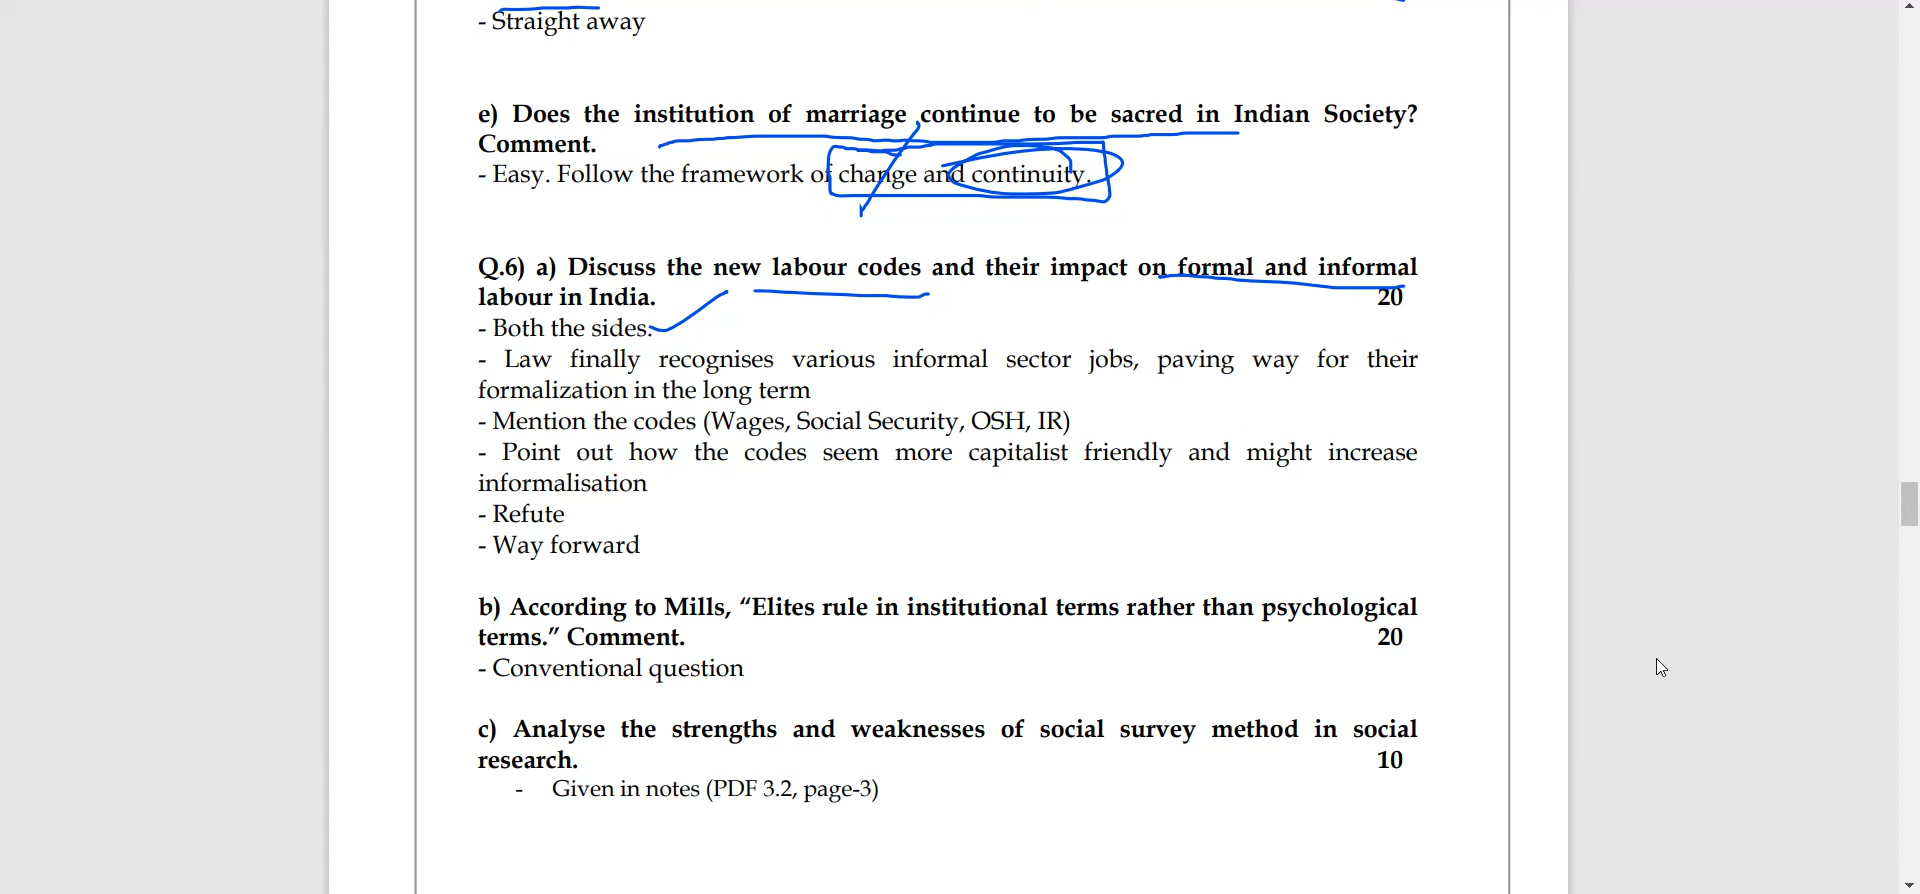 - Straight away
e) Does the institution of marriage continue to be sacred in Indian Society?
Comment.
- Easy. Follow the framework of change and continuity.
Q.6) a) Discuss the new labour codes and their impact on formal and informal
labour in India. 20
- Both the sides.
- Law finally recognises various informal sector jobs, paving way for their
formalization in the long term
- Mention the codes (Wages, Social Security, OSH, IR)
- Point out how the codes seem more capitalist friendly and might increase
informalisation
- Refute
- Way forward
b) According to Mills, “Elites rule in institutional terms rather than psychological
terms.” Comment. 20
- Conventional question
c) Analyse the strengths and weaknesses of social survey method in social
research. 10
- Given in notes (PDF 3.2, page-3)